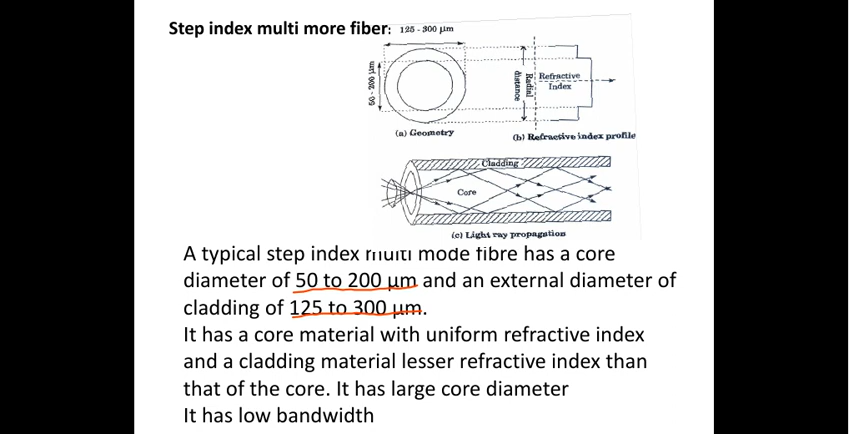 Step index multi more fiber:
125 - 300 μm
50 - 200 μm
Radial distance
Refractive
Index
(a) Geometry
(b) Refractive index profile
Cladding
Core
(c) Light ray propagation
A typical step index multi mode fibre has a core
diameter of 50 to 200 μm and an external diameter of
cladding of 125 to 300 μm.
It has a core material with uniform refractive index
and a cladding material lesser refractive index than
that of the core. It has large core diameter
It has low bandwidth